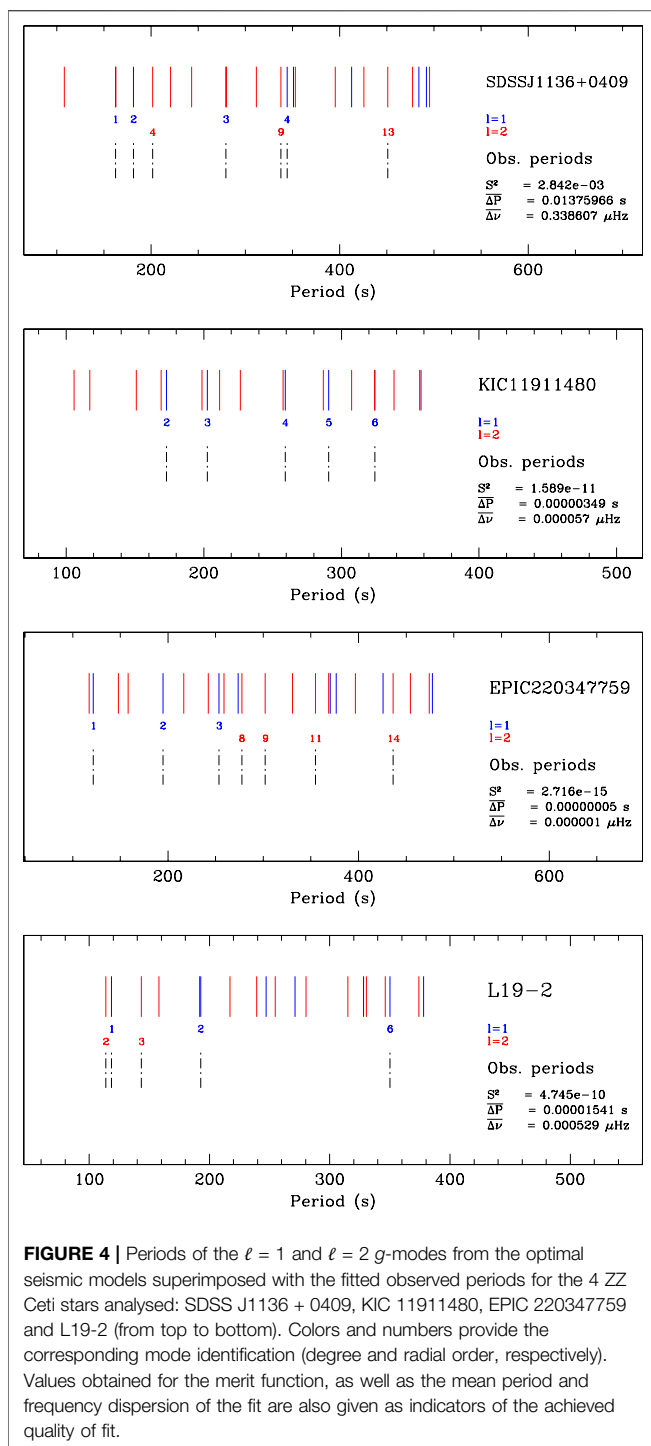 SDSSJ1136+0409
1 2 3 4 l=1
4 9 13 l=2
Obs. periods
S² = 2.842e-03
ΔP = 0.01375966 s
Δν = 0.338607 μHz
200 400 600
Period (s)
KIC11911480
2 3 4 5 6 l=1
l=2
Obs. periods
S² = 1.589e-11
ΔP = 0.00000349 s
Δν = 0.000057 μHz
100 200 300 400 500
Period (s)
EPIC220347759
1 2 3 l=1
8 9 11 14 l=2
Obs. periods
S² = 2.716e-15
ΔP = 0.00000005 s
Δν = 0.000001 μHz
200 400 600
Period (s)
L19-2
1 2 6 l=1
2 3 l=2
Obs. periods
S² = 4.745e-10
ΔP = 0.00001541 s
Δν = 0.000529 μHz
100 200 300 400 500
Period (s)
FIGURE 4 | Periods of the ℓ = 1 and ℓ = 2 g-modes from the optimal
seismic models superimposed with the fitted observed periods for the 4 ZZ
Ceti stars analysed: SDSS J1136 + 0409, KIC 11911480, EPIC 220347759
and L19-2 (from top to bottom). Colors and numbers provide the
corresponding mode identification (degree and radial order, respectively).
Values obtained for the merit function, as well as the mean period and
frequency dispersion of the fit are also given as indicators of the achieved
quality of fit.